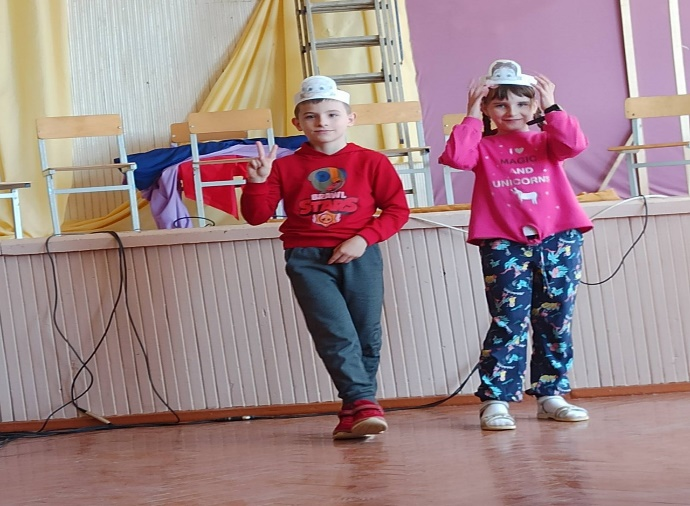 BRAWL
STARS
I ♥
MAGIC
AND
UNICORNS